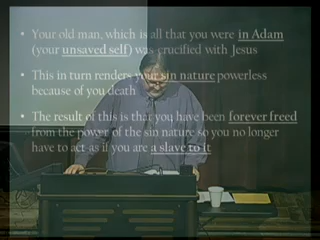 • Your old man, which is all that you were in Adam
(your unsaved self) was crucified with Jesus
• This in turn renders your sin nature powerless
because of you death
• The result of this is that you have been forever freed
from the power of the sin nature so you no longer
have to act as if you are a slave to it